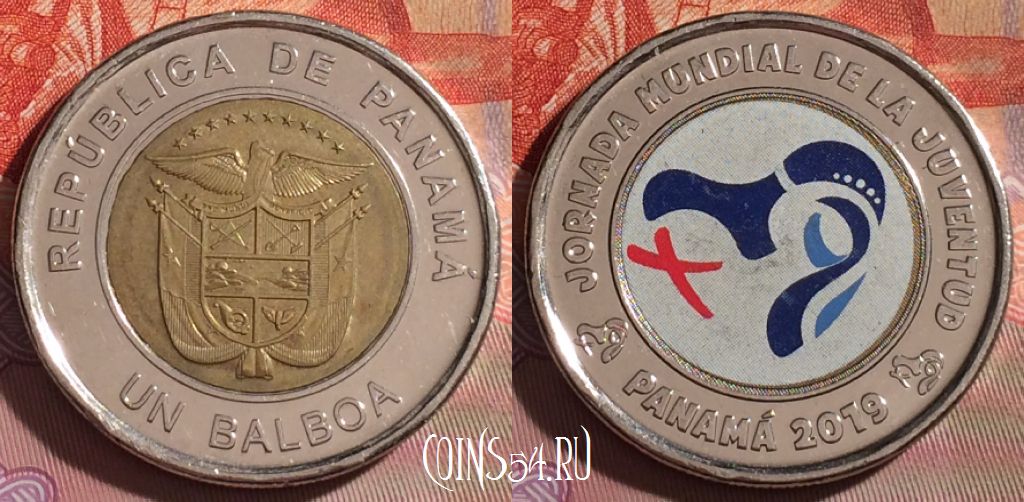 REPÚBLICA DE PANAMÁ
UN BALBOA
JORNADA MUNDIAL DE LA JUVENTUD
PANAMÁ 2019
COINS54.RU